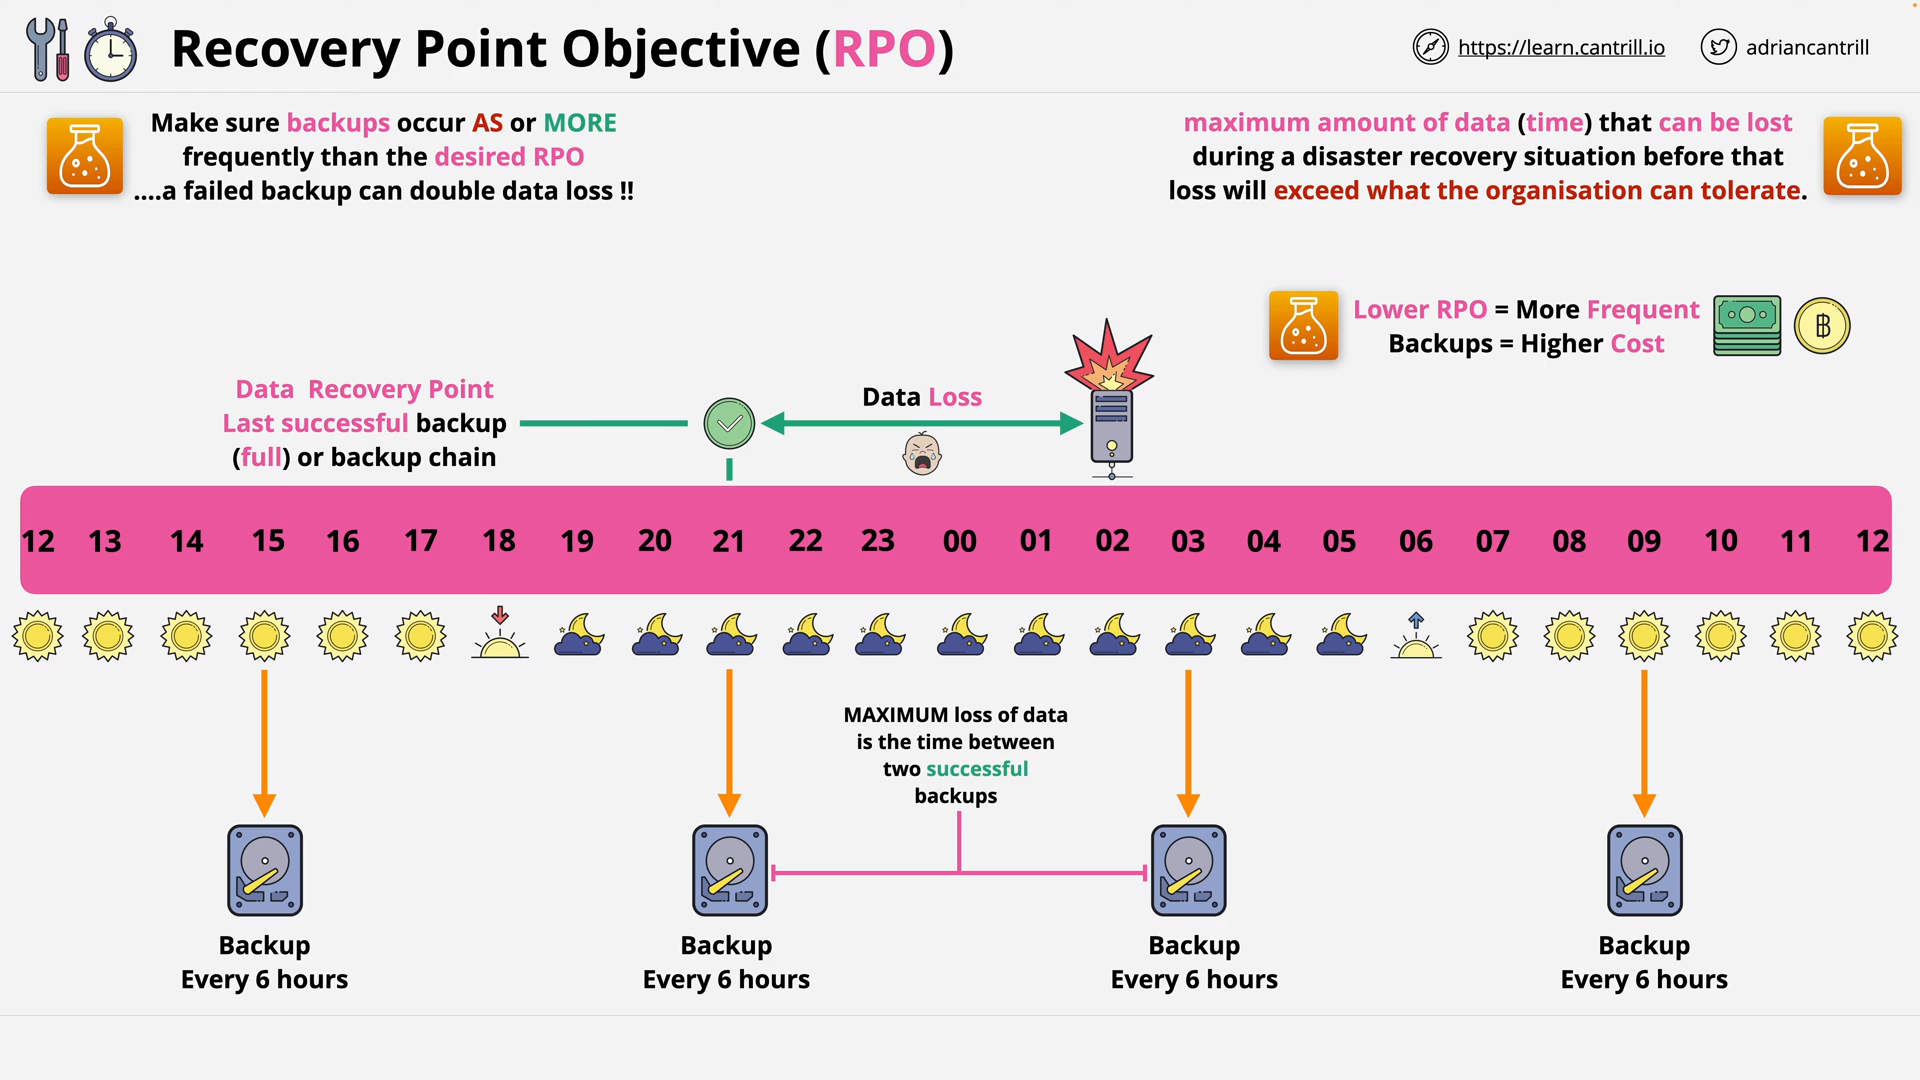 Recovery Point Objective (RPO)
https://learn.cantrill.io
adriancantrill
Make sure backups occur AS or MORE
frequently than the desired RPO
....a failed backup can double data loss !!
maximum amount of data (time) that can be lost
during a disaster recovery situation before that
loss will exceed what the organisation can tolerate.
Lower RPO = More Frequent
Backups = Higher Cost
Data Recovery Point
Last successful backup
(full) or backup chain
Data Loss
12 13 14 15 16 17 18 19 20 21 22 23 00 01 02 03 04 05 06 07 08 09 10 11 12
MAXIMUM loss of data
is the time between
two successful
backups
Backup
Every 6 hours
Backup
Every 6 hours
Backup
Every 6 hours
Backup
Every 6 hours